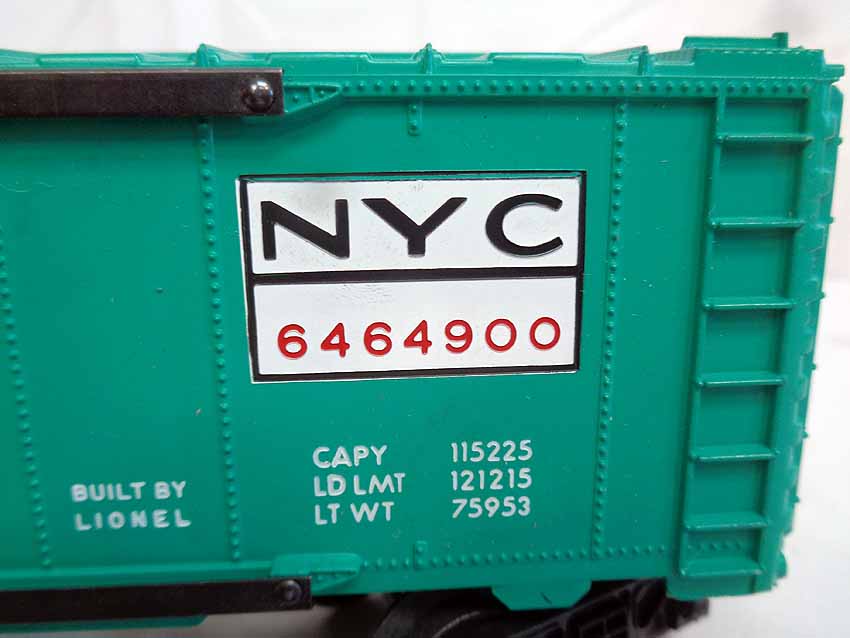 NYC
6464900
CAPY 115225
LD LMT 121215
LT WT 75953
BUILT BY
LIONEL